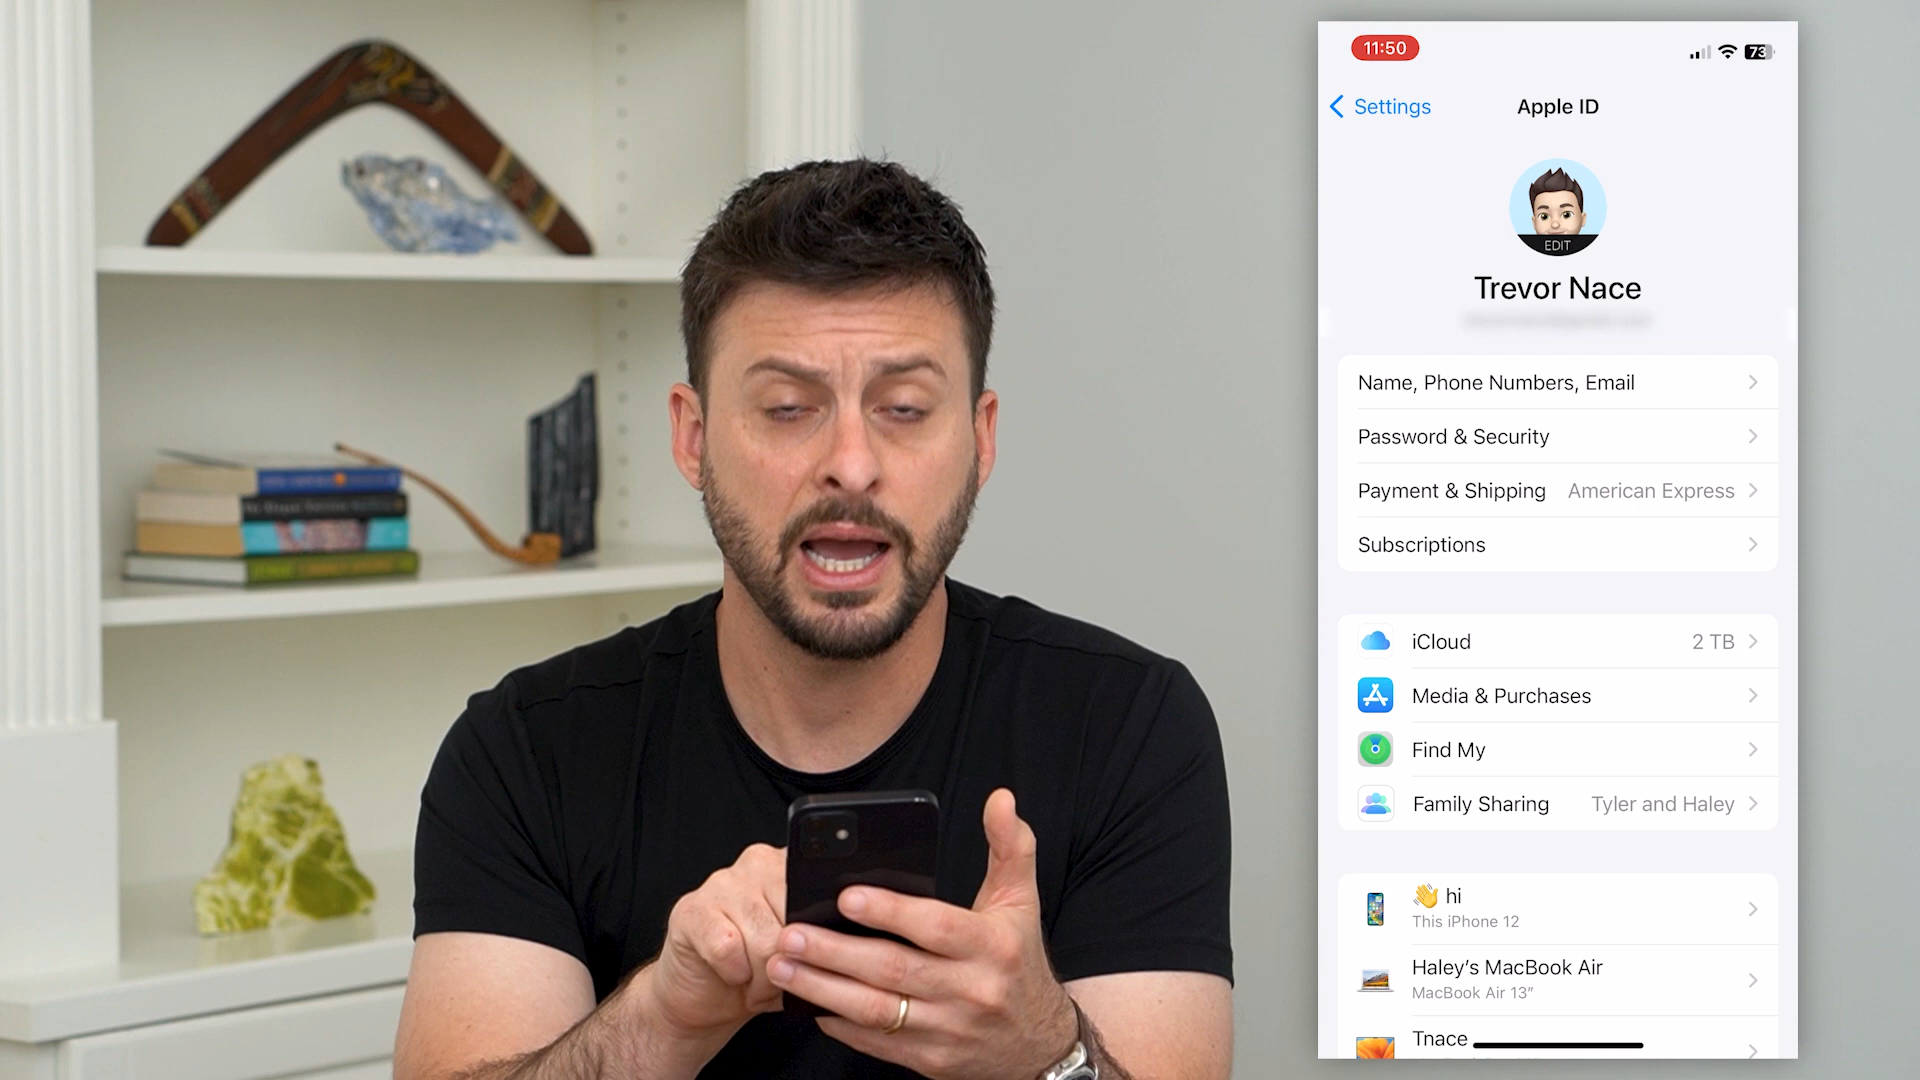 11:50
73
Settings
Apple ID
EDIT
Trevor Nace
Name, Phone Numbers, Email
Password & Security
Payment & Shipping American Express
Subscriptions
iCloud 2 TB
Media & Purchases
Find My
Family Sharing Tyler and Haley
👋 hi
This iPhone 12
Haley’s MacBook Air
MacBook Air 13”
Tnace